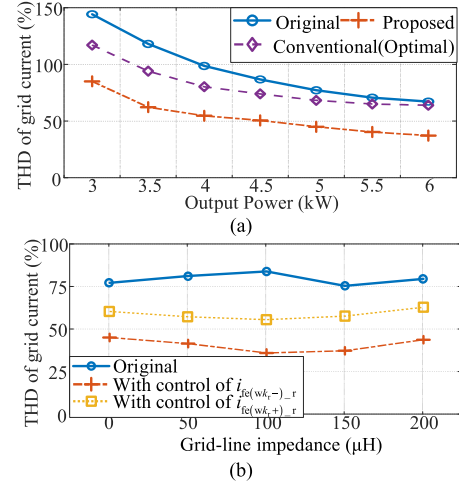 THD of grid current (%)
150
100
50
0
Original
Proposed
Conventional(Optimal)
3 3.5 4 4.5 5 5.5 6
Output Power (kW)
(a)
THD of grid current (%)
100
75
50
25
0
Original
With control of i_fe(wk_r−)_r
With control of i_fe(wk_r+)_r
0 50 100 150 200
Grid-line impedance (μH)
(b)